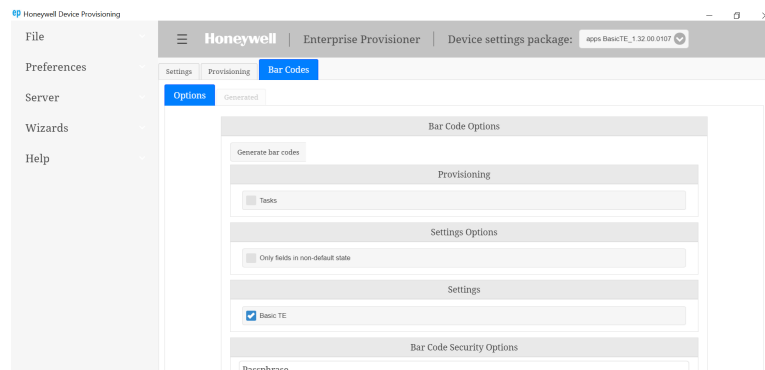 ep Honeywell Device Provisioning
File
Preferences
Server
Wizards
Help
Honeywell | Enterprise Provisioner | Device settings package: apps BasicTE_1.32.00.0107
Settings Provisioning Bar Codes
Options Generated
Bar Code Options
Generate bar codes
Provisioning
Tasks
Settings Options
Only fields in non-default state
Settings
Basic TE
Bar Code Security Options
Passphrase